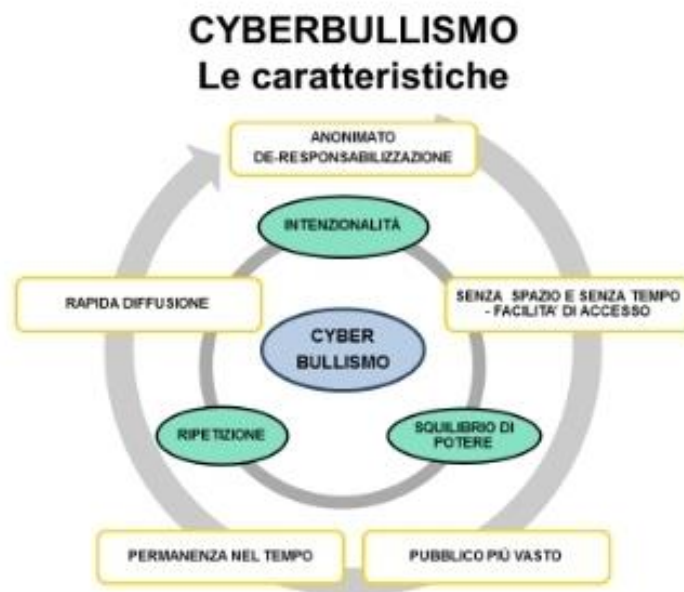 CYBERBULLISMO
Le caratteristiche
ANONIMATO
DE-RESPONSABILIZZAZIONE
INTENZIONALITÀ
RAPIDA DIFFUSIONE
SENZA SPAZIO E SENZA TEMPO
- FACILITA' DI ACCESSO
CYBER
BULLISMO
RIPETIZIONE
SQUILIBRIO DI
POTERE
PERMANENZA NEL TEMPO
PUBBLICO PIÙ VASTO